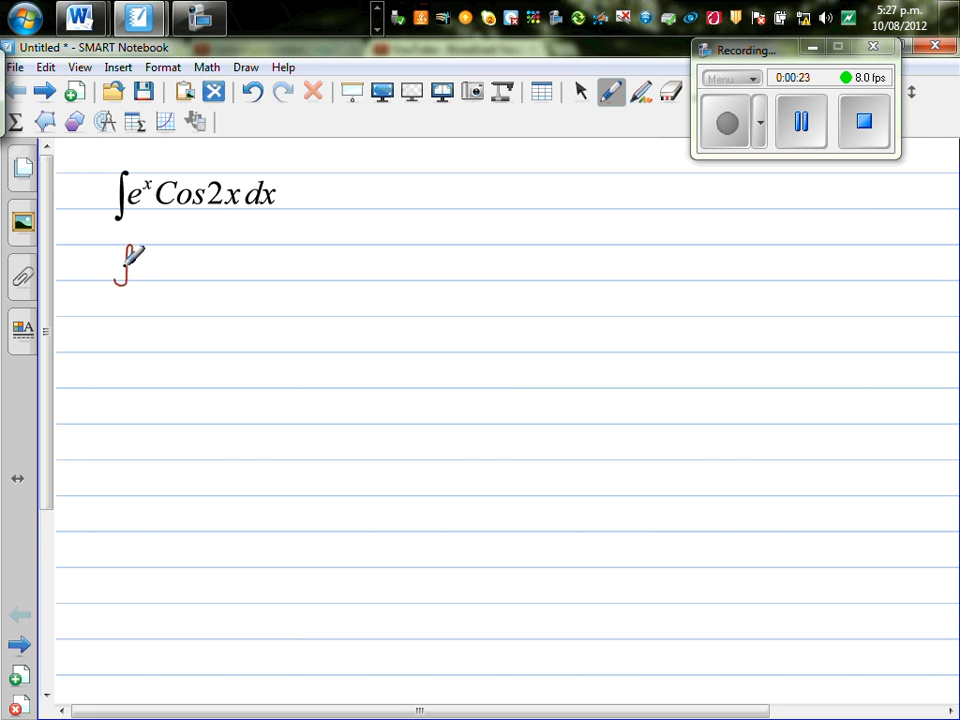 5:27 p.m.
10/08/2012
Untitled * - SMART Notebook
Recording...
File Edit View Insert Format Math Draw Help
Menu 0:00:23 8.0 fps
∫e^x Cos2x dx
∫